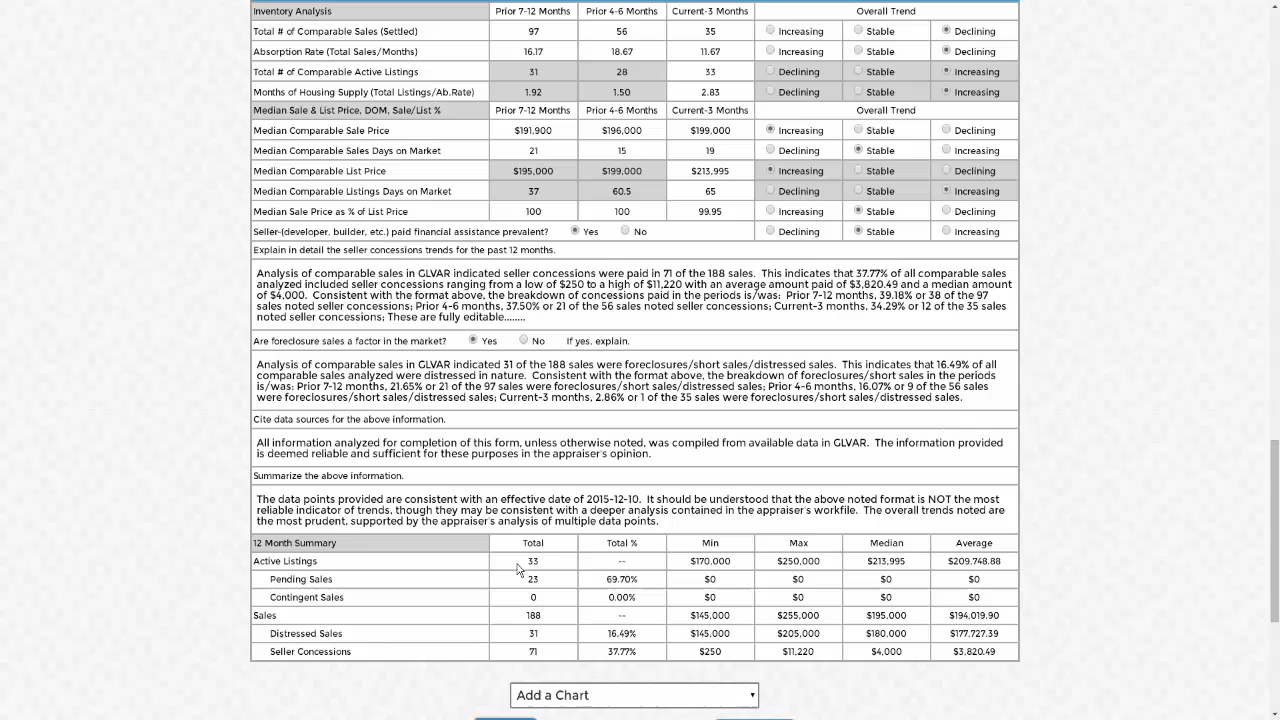 Inventory Analysis Prior 7-12 Months Prior 4-6 Months Current-3 Months Overall Trend
Total # of Comparable Sales (Settled) 97 56 35 Increasing Stable Declining
Absorption Rate (Total Sales/Months) 16.17 18.67 11.67 Increasing Stable Declining
Total # of Comparable Active Listings 31 28 33 Declining Stable Increasing
Months of Housing Supply (Total Listings/Ab.Rate) 1.92 1.50 2.83 Declining Stable Increasing
Median Sale & List Price, DOM, Sale/List % Prior 7-12 Months Prior 4-6 Months Current-3 Months Overall Trend
Median Comparable Sale Price $191,900 $196,000 $199,000 Increasing Stable Declining
Median Comparable Sales Days on Market 21 15 19 Declining Stable Increasing
Median Comparable List Price $195,000 $199,000 $213,995 Increasing Stable Declining
Median Comparable Listings Days on Market 37 60.5 65 Declining Stable Increasing
Median Sale Price as % of List Price 100 100 99.95 Increasing Stable Declining
Seller-(developer, builder, etc.) paid financial assistance prevalent? Yes No Declining Stable Increasing
Explain in detail the seller concessions trends for the past 12 months.
Analysis of comparable sales in GLVAR indicated seller concessions were paid in 71 of the 188 sales. This indicates that 37.77% of all comparable sales
analyzed included seller concessions ranging from a low of $250 to a high of $11,220 with an average amount paid of $3,820.49 and a median amount
of $4,000. Consistent with the format above, the breakdown of concessions paid in the periods is/was: Prior 7-12 months, 39.18% or 38 of the 97
sales noted seller concessions; Prior 4-6 months, 37.50% or 21 of the 56 sales noted seller concessions; Current-3 months, 34.29% or 12 of the 35 sales
noted seller concessions; These are fully editable........
Are foreclosure sales a factor in the market? Yes No If yes. explain.
Analysis of comparable sales in GLVAR indicated 31 of the 188 sales were foreclosures/short sales/distressed sales. This indicates that 16.49% of all
comparable sales analyzed were distressed in nature. Consistent with the format above, the breakdown of foreclosures/short sales in the periods
is/was: Prior 7-12 months, 21.65% or 21 of the 97 sales were foreclosures/short sales/distressed sales; Prior 4-6 months, 16.07% or 9 of the 56 sales
were foreclosures/short sales/distressed sales; Current-3 months, 2.86% or 1 of the 35 sales were foreclosures/short sales/distressed sales.
Cite data sources for the above information.
All information analyzed for completion of this form, unless otherwise noted, was compiled from available data in GLVAR. The information provided
is deemed reliable and sufficient for these purposes in the appraiser's opinion.
Summarize the above information.
The data points provided are consistent with an effective date of 2015-12-10. It should be understood that the above noted format is NOT the most
reliable indicator of trends, though they may be consistent with a deeper analysis contained in the appraiser's workfile. The overall trends noted are
the most prudent, supported by the appraiser's analysis of multiple data points.
12 Month Summary Total Total % Min Max Median Average
Active Listings 33 -- $170,000 $250,000 $213,995 $209,748.88
Pending Sales 23 69.70% $0 $0 $0 $0
Contingent Sales 0 0.00% $0 $0 $0 $0
Sales 188 -- $145,000 $255,000 $195,000 $194,019.90
Distressed Sales 31 16.49% $145,000 $205,000 $180,000 $177,727.39
Seller Concessions 71 37.77% $250 $11,220 $4,000 $3,820.49
Add a Chart